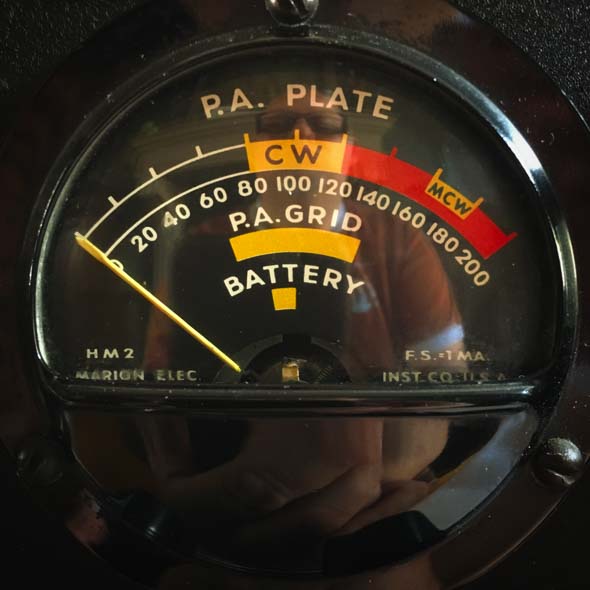 P.A. PLATE
CW
MCW
0 20 40 60 80 100 120 140 160 180 200
P.A. GRID
BATTERY
HM2
F.S.=1 MA.
MARION ELEC
INST. CO. U.S.A.